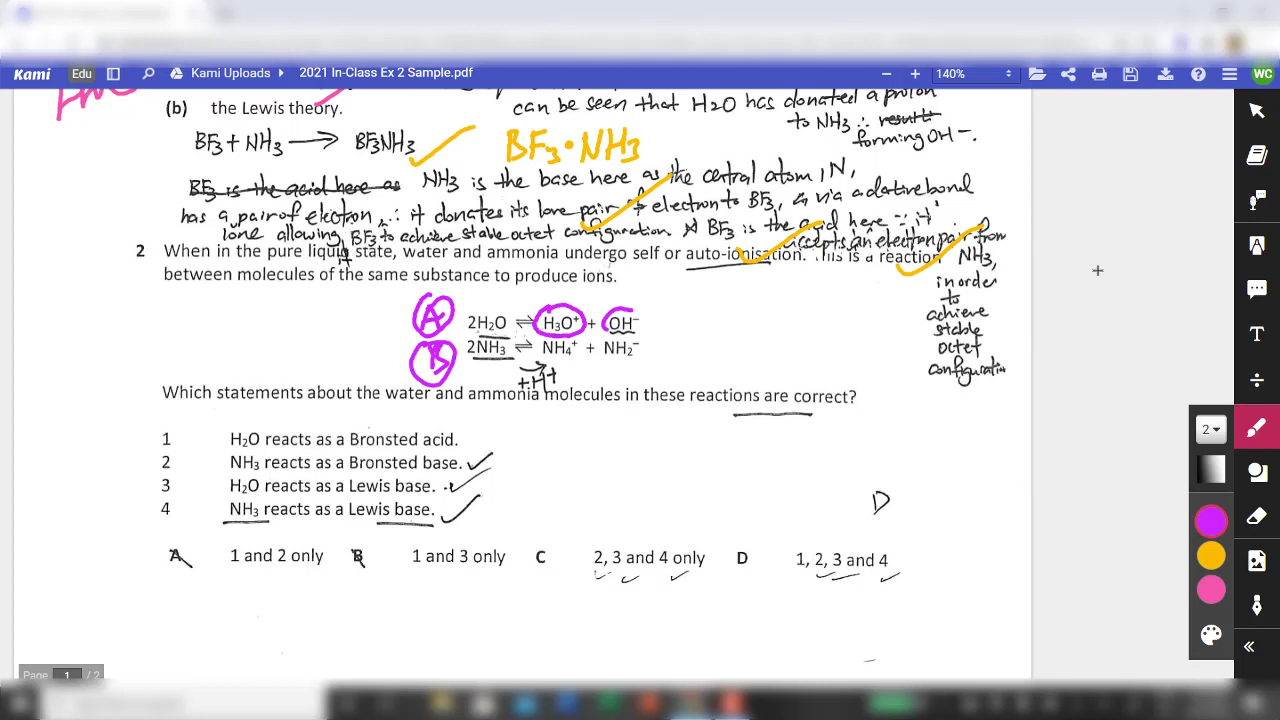 Kami Edu Kami Uploads 2021 In-Class Ex 2 Sample.pdf 140% WC
can be seen that H2O has donated a proton
(b) the Lewis theory.
to NH3 ∴ result
forming OH-.
BF3 + NH3 → BF3NH3
BF3•NH3
BF3 is the acid here as NH3 is the base here as the central atom, N,
has a pair of electron, ∴ it donates its lone pair of electron to BF3, via a dative bond
lone allowing BF3 to achieve stable octet configuration. BF3 is the acid here ∵ it
accepts an electron pair from
2 When in the pure liquid state, water and ammonia undergo self or auto-ionisation. This is a reaction
NH3,
between molecules of the same substance to produce ions.
in order
to
achieve
stable
octet
configuration
A 2H₂O ⇌ H₃O⁺ + OH⁻
B 2NH₃ ⇌ NH₄⁺ + NH₂⁻
+H+
Which statements about the water and ammonia molecules in these reactions are correct?
1 H₂O reacts as a Bronsted acid.
2 NH₃ reacts as a Bronsted base.
3 H₂O reacts as a Lewis base.
4 NH₃ reacts as a Lewis base.
D
A 1 and 2 only B 1 and 3 only C 2, 3 and 4 only D 1, 2, 3 and 4
2
Page 1 / 2